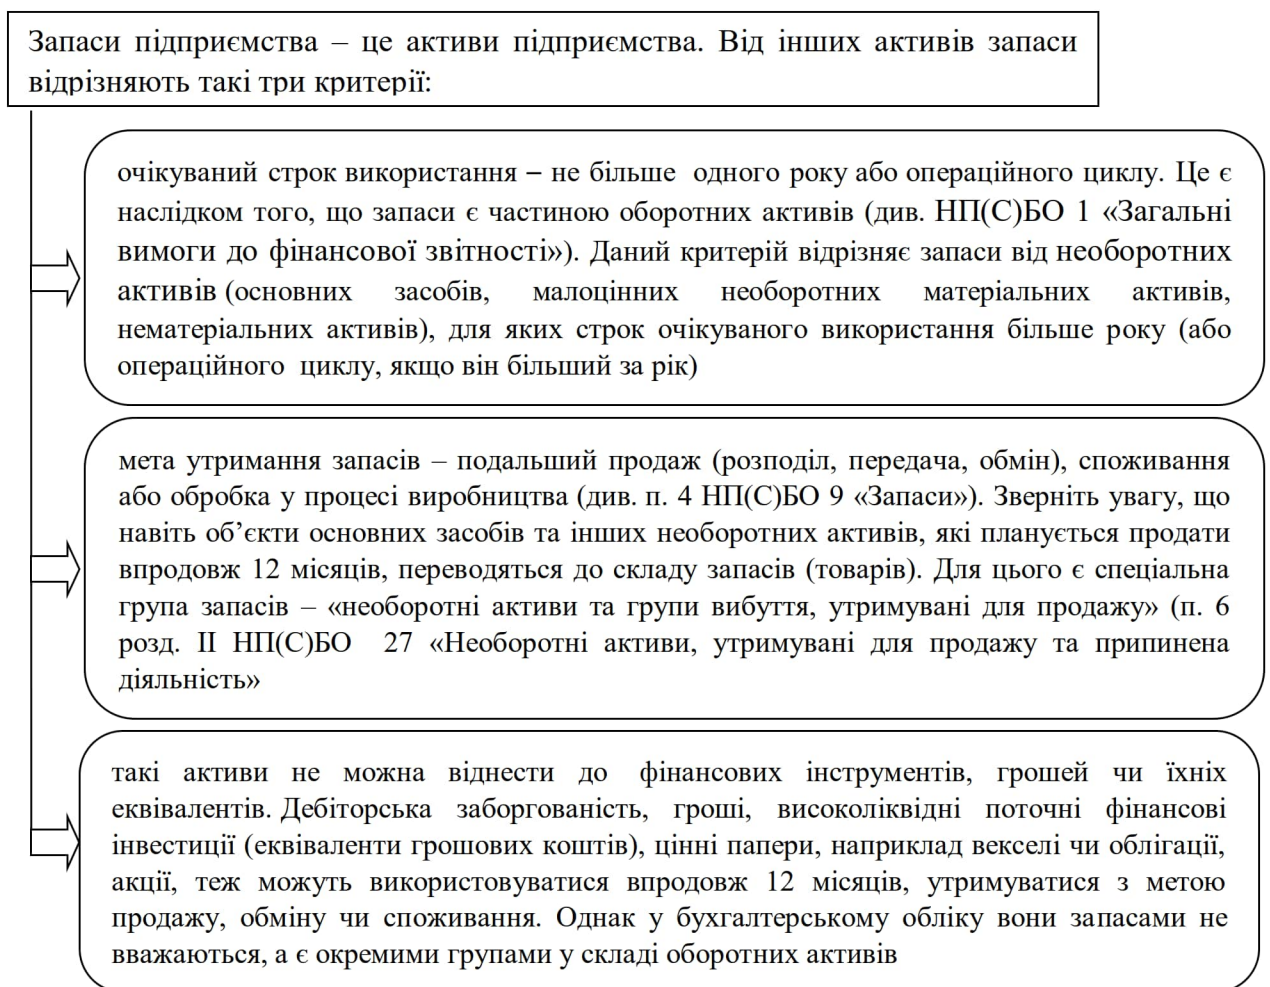 Запаси підприємства – це активи підприємства. Від інших активів запаси
відрізняють такі три критерії:
очікуваний строк використання – не більше одного року або операційного циклу. Це є
наслідком того, що запаси є частиною оборотних активів (див. НП(С)БО 1 «Загальні
вимоги до фінансової звітності»). Даний критерій відрізняє запаси від необоротних
активів (основних засобів, малоцінних необоротних матеріальних активів,
нематеріальних активів), для яких строк очікуваного використання більше року (або
операційного циклу, якщо він більший за рік)
мета утримання запасів – подальший продаж (розподіл, передача, обмін), споживання
або обробка у процесі виробництва (див. п. 4 НП(С)БО 9 «Запаси»). Зверніть увагу, що
навіть об’єкти основних засобів та інших необоротних активів, які планується продати
впродовж 12 місяців, переводяться до складу запасів (товарів). Для цього є спеціальна
група запасів – «необоротні активи та групи вибуття, утримувані для продажу» (п. 6
розд. ІІ НП(С)БО 27 «Необоротні активи, утримувані для продажу та припинена
діяльність»
такі активи не можна віднести до фінансових інструментів, грошей чи їхніх
еквівалентів. Дебіторська заборгованість, гроші, високоліквідні поточні фінансові
інвестиції (еквіваленти грошових коштів), цінні папери, наприклад векселі чи облігації,
акції, теж можуть використовуватися впродовж 12 місяців, утримуватися з метою
продажу, обміну чи споживання. Однак у бухгалтерському обліку вони запасами не
вважаються, а є окремими групами у складі оборотних активів